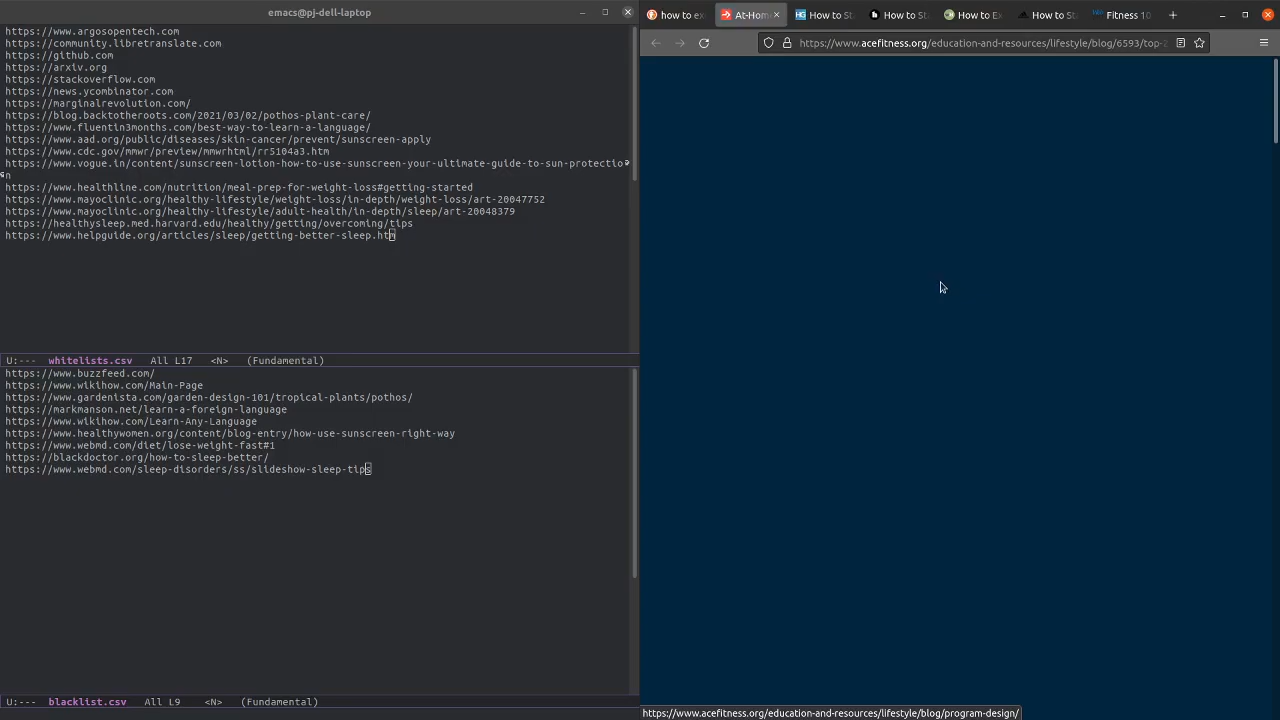 emacs@pj-dell-laptop
https://www.argosopentech.com
https://community.libretranslate.com
https://github.com
https://arxiv.org
https://stackoverflow.com
https://news.ycombinator.com
https://marginalrevolution.com/
https://blog.backtotheroots.com/2021/03/02/pothos-plant-care/
https://www.fluentin3months.com/best-way-to-learn-a-language/
https://www.aad.org/public/diseases/skin-cancer/prevent/sunscreen-apply
https://www.cdc.gov/mmwr/preview/mmwrhtml/rr5104a3.htm
https://www.vogue.in/content/sunscreen-lotion-how-to-use-sunscreen-your-ultimate-guide-to-sun-protectio
n
https://www.healthline.com/nutrition/meal-prep-for-weight-loss#getting-started
https://www.mayoclinic.org/healthy-lifestyle/weight-loss/in-depth/weight-loss/art-20047752
https://www.mayoclinic.org/healthy-lifestyle/adult-health/in-depth/sleep/art-20048379
https://healthysleep.med.harvard.edu/healthy/getting/overcoming/tips
https://www.helpguide.org/articles/sleep/getting-better-sleep.htm
U:--- whitelists.csv All L17 <N> (Fundamental)
https://www.buzzfeed.com/
https://www.wikihow.com/Main-Page
https://www.gardenista.com/garden-design-101/tropical-plants/pothos/
https://markmanson.net/learn-a-foreign-language
https://www.wikihow.com/Learn-Any-Language
https://www.healthywomen.org/content/blog-entry/how-use-sunscreen-right-way
https://www.webmd.com/diet/lose-weight-fast#1
https://blackdoctor.org/how-to-sleep-better/
https://www.webmd.com/sleep-disorders/ss/slideshow-sleep-tips
U:--- blacklist.csv All L9 <N> (Fundamental)
how to ex At-Hom How to St How to St How to Ex How to St Fitness 10
https://www.acefitness.org/education-and-resources/lifestyle/blog/6593/top-2
https://www.acefitness.org/education-and-resources/lifestyle/blog/program-design/